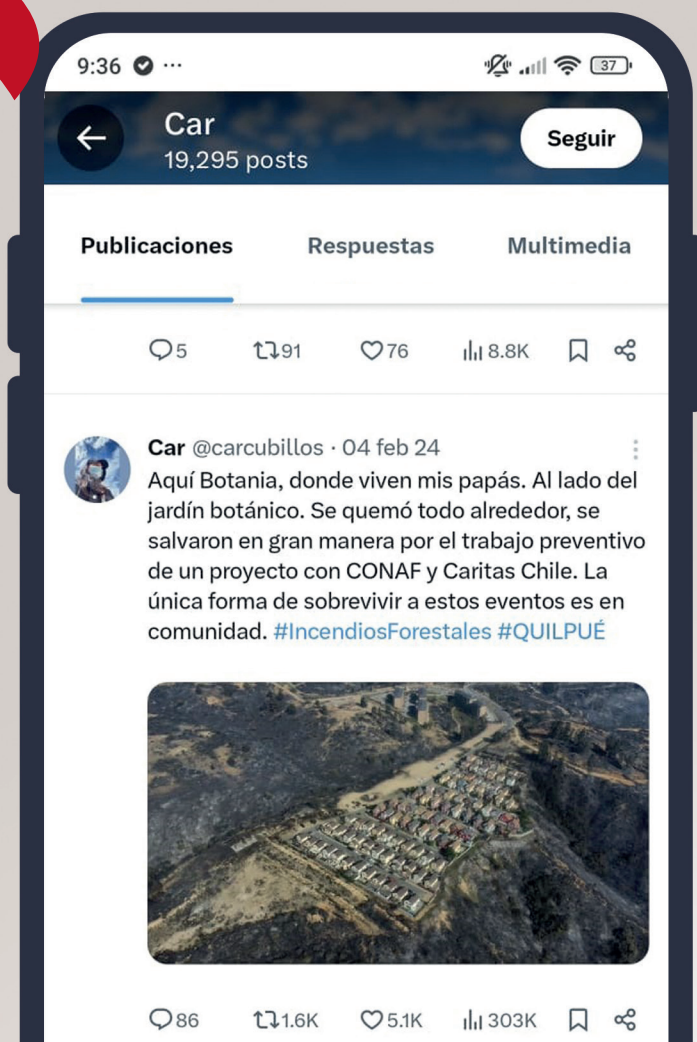 9:36
37
Car
19,295 posts
Seguir
Publicaciones Respuestas Multimedia
5 91 76 8.8K
Car @carcubillos · 04 feb 24
Aquí Botania, donde viven mis papás. Al lado del
jardín botánico. Se quemó todo alrededor, se
salvaron en gran manera por el trabajo preventivo
de un proyecto con CONAF y Caritas Chile. La
única forma de sobrevivir a estos eventos es en
comunidad. #IncendiosForestales #QUILPUÉ
86 1.6K 5.1K 303K